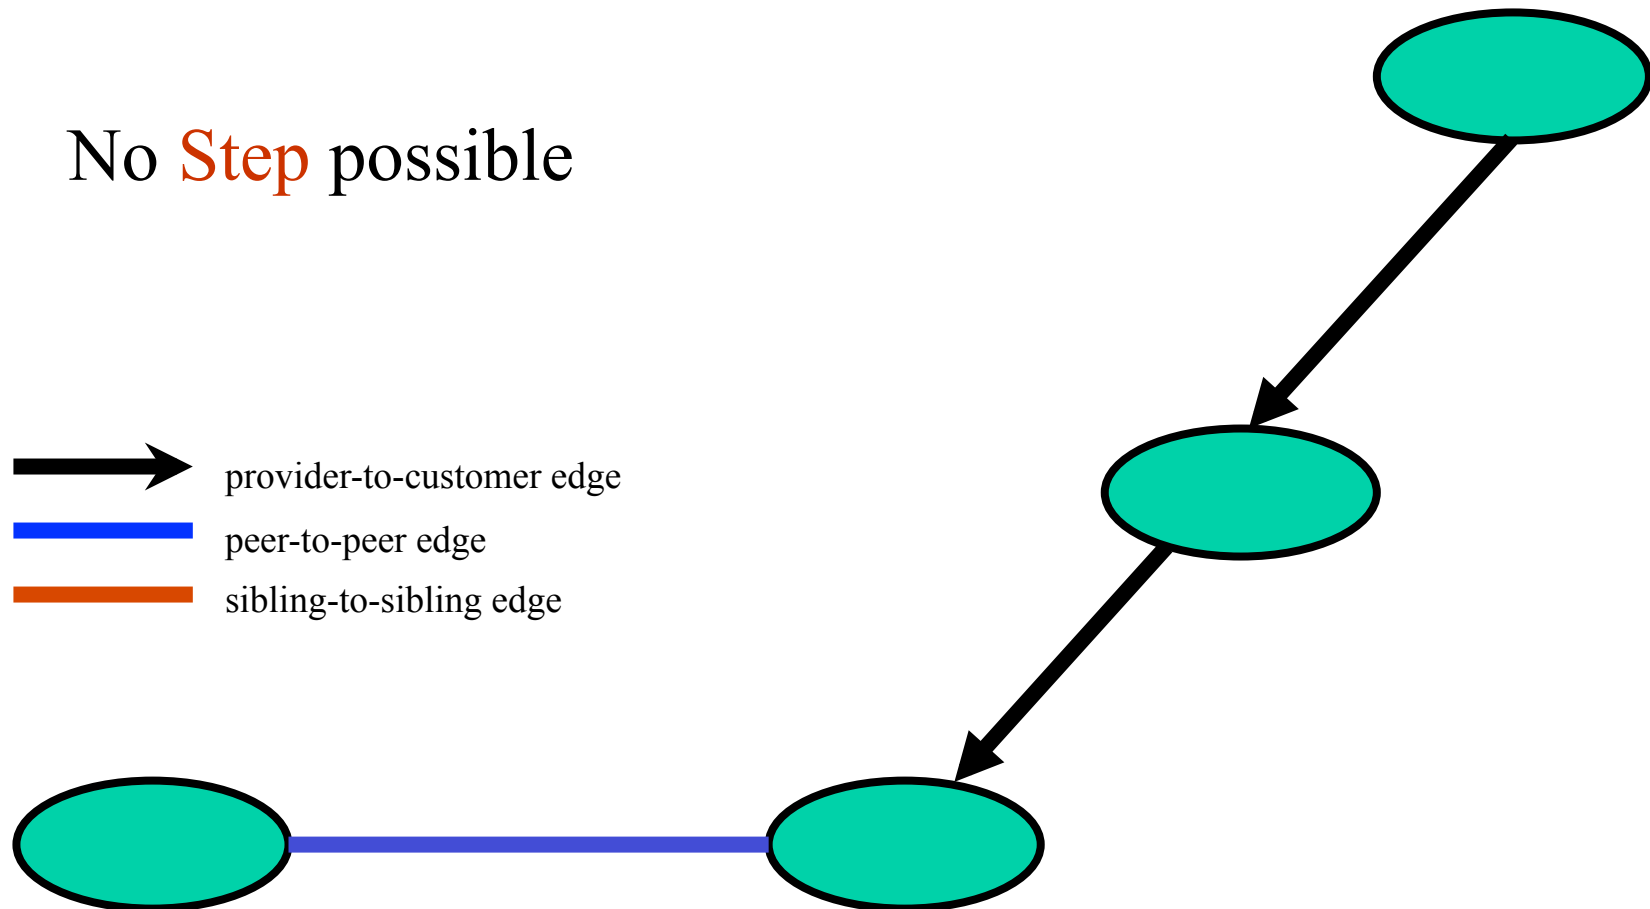 No Step possible
provider-to-customer edge
peer-to-peer edge
sibling-to-sibling edge